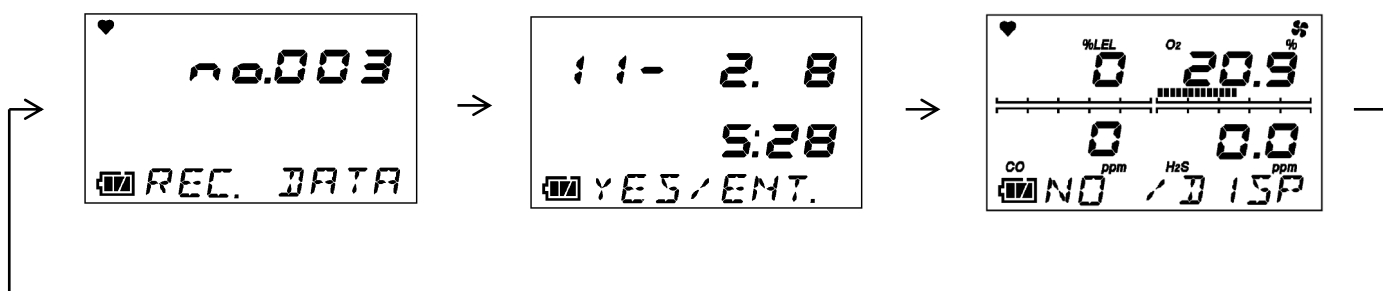 no.003
REC. DATA
11- 2. 8
5:28
YES/ENT.
%LEL O2 %
0 20.9
0 0.0
CO ppm H2S ppm
NO /DISP